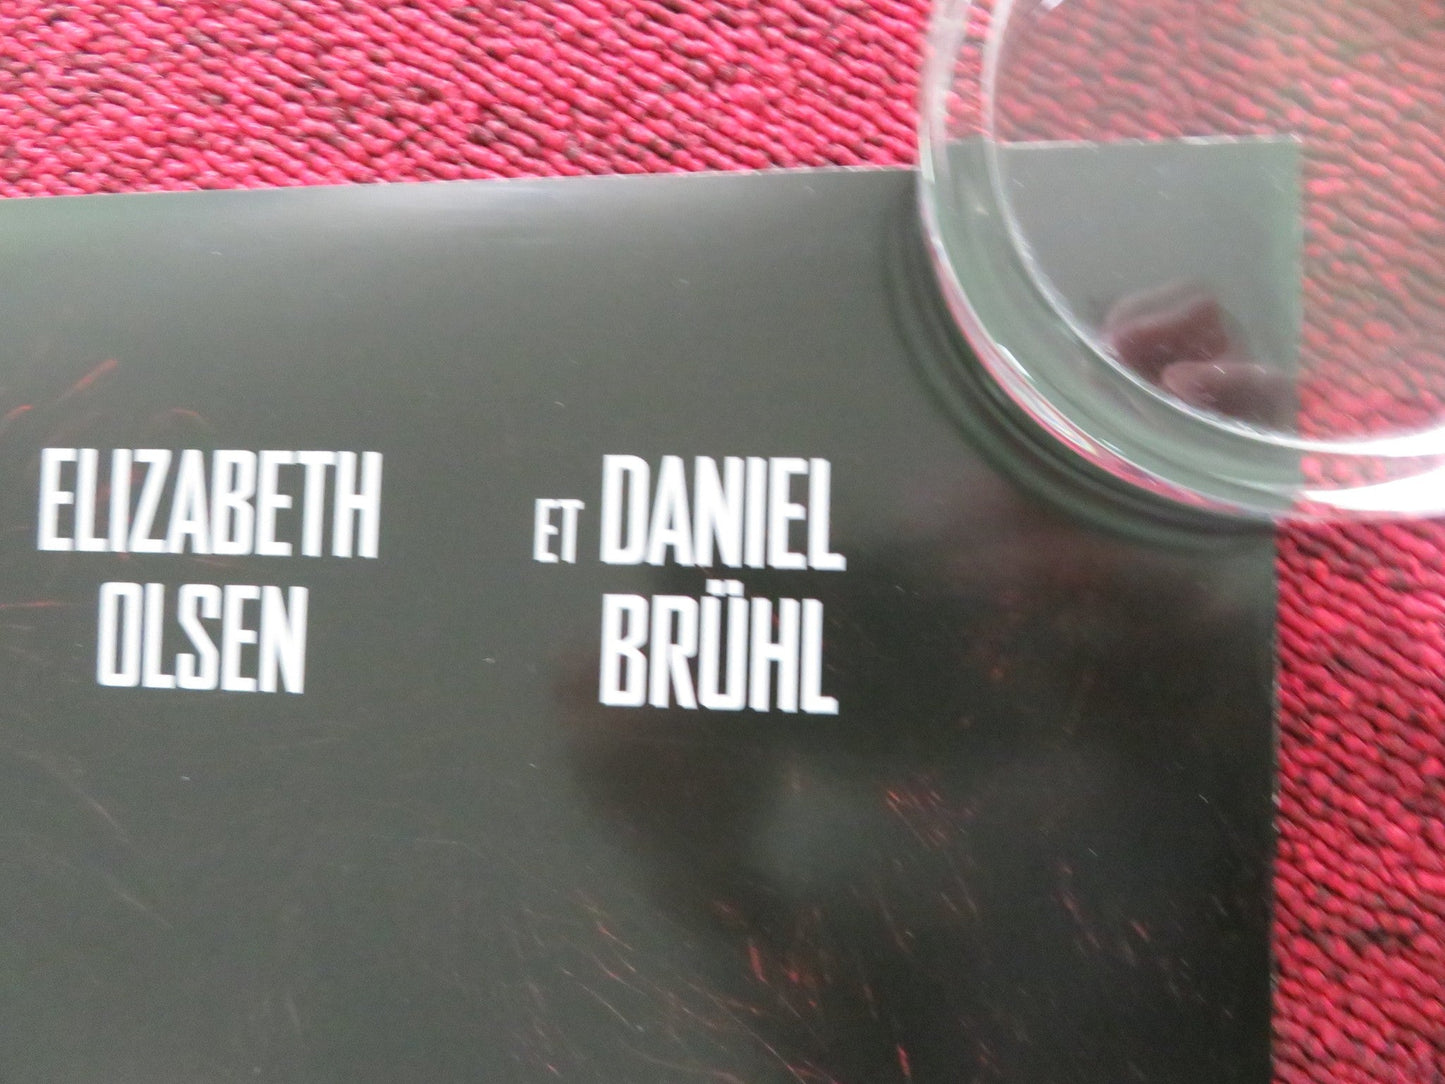 ELIZABETH
OLSEN
ET DANIEL
BRÜHL